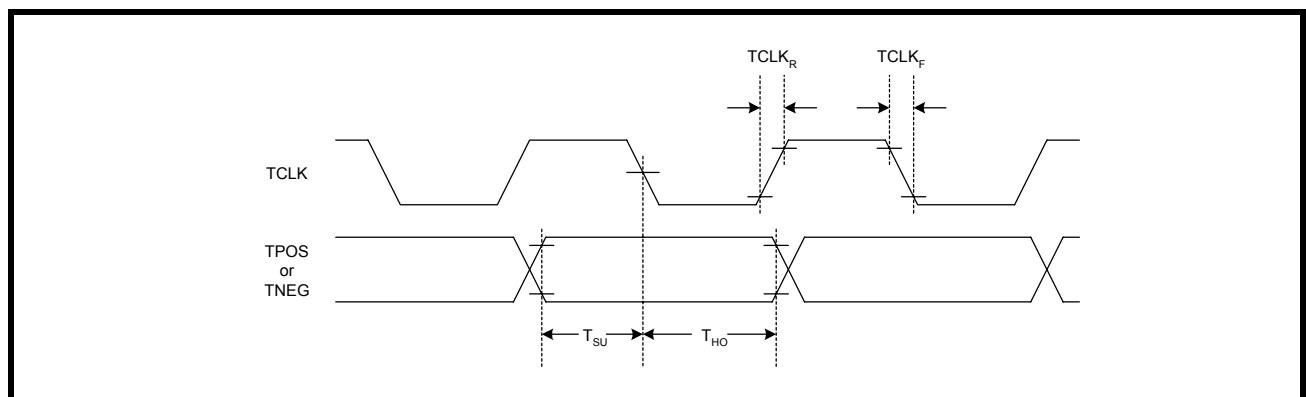 TCLKR TCLKF
TCLK
TPOS
or
TNEG
TSU THO